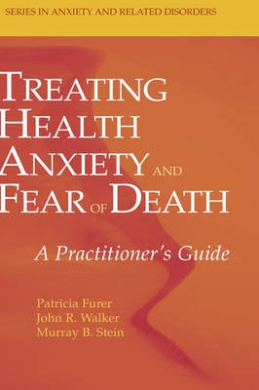 SERIES IN ANXIETY AND RELATED DISORDERS
TREATING
HEALTH
ANXIETY AND
FEAR OF DEATH
A Practitioner's Guide
Patricia Furer
John R. Walker
Murray B. Stein